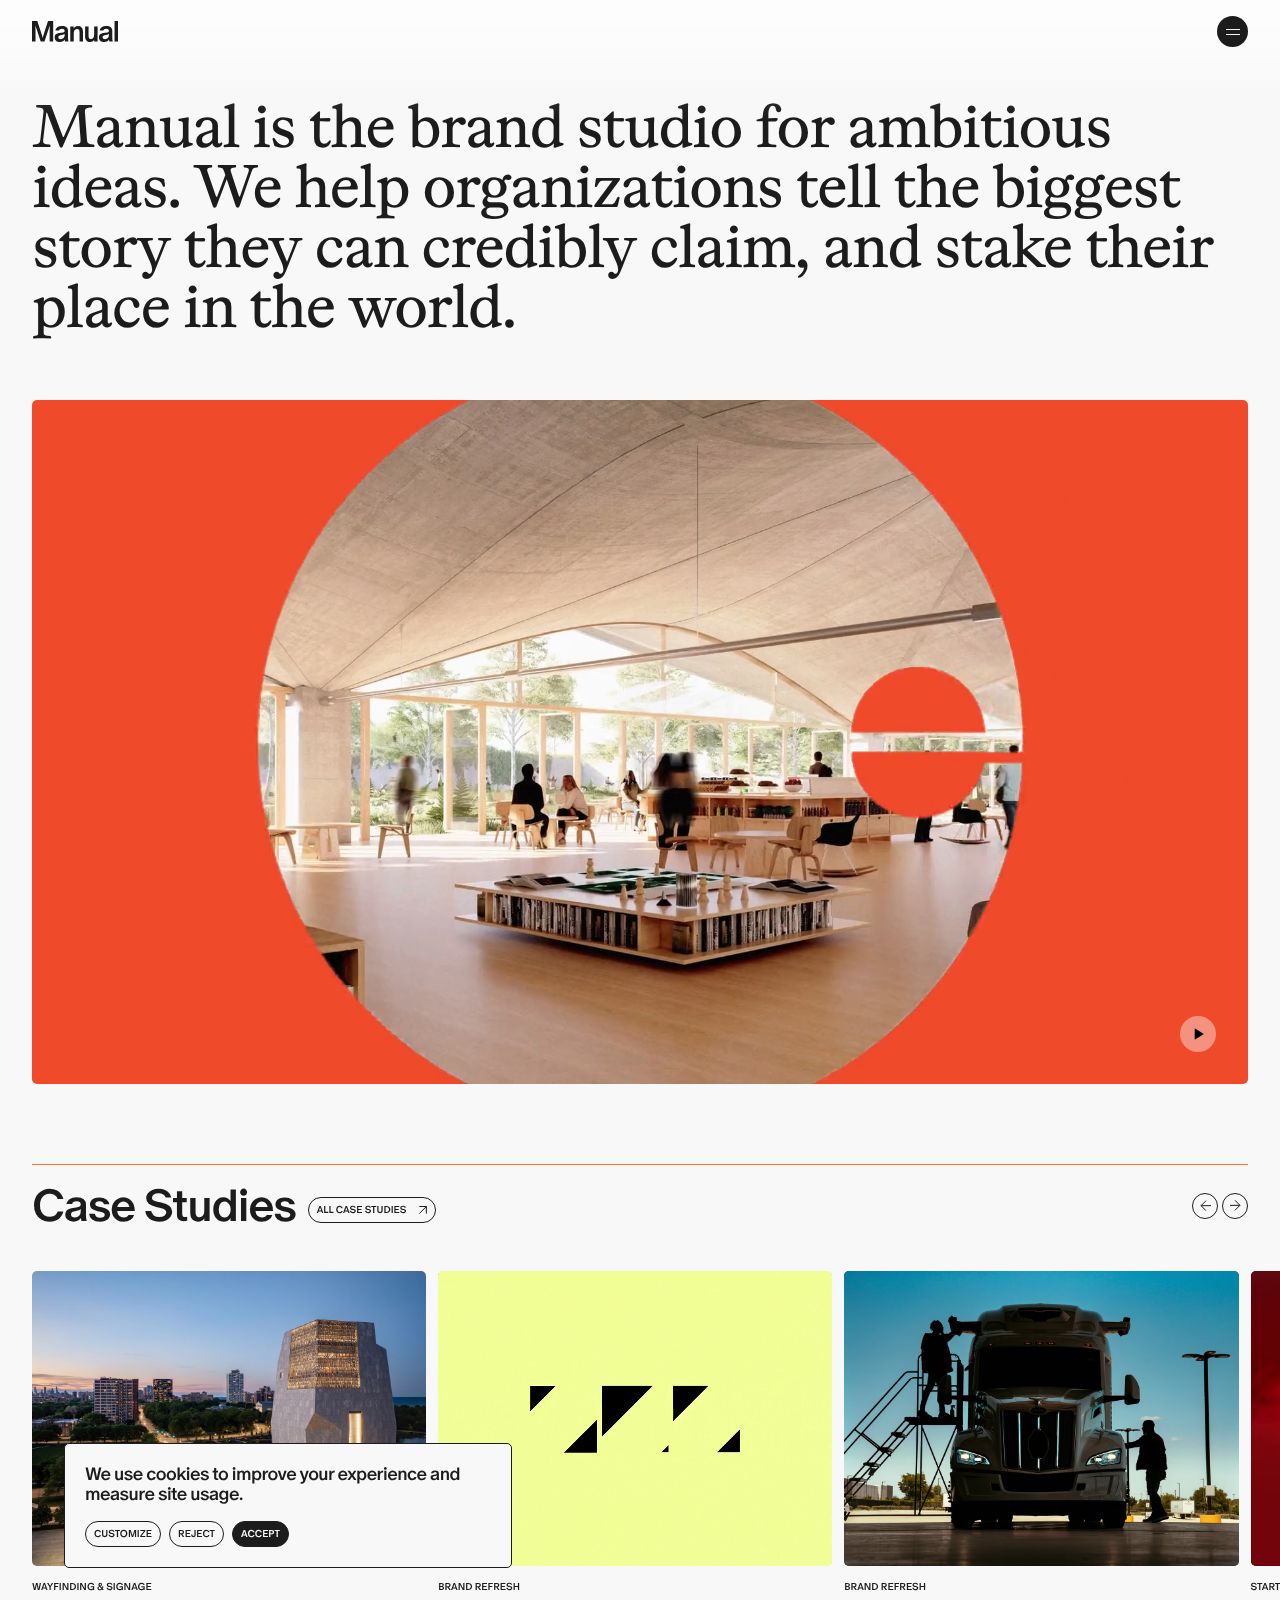 Manual
Manual is the brand studio for ambitious
ideas. We help organizations tell the biggest
story they can credibly claim, and stake their
place in the world.
Case Studies
ALL CASE STUDIES
We use cookies to improve your experience and
measure site usage.
CUSTOMIZE
REJECT
ACCEPT
WAYFINDING & SIGNAGE
BRAND REFRESH
BRAND REFRESH
START